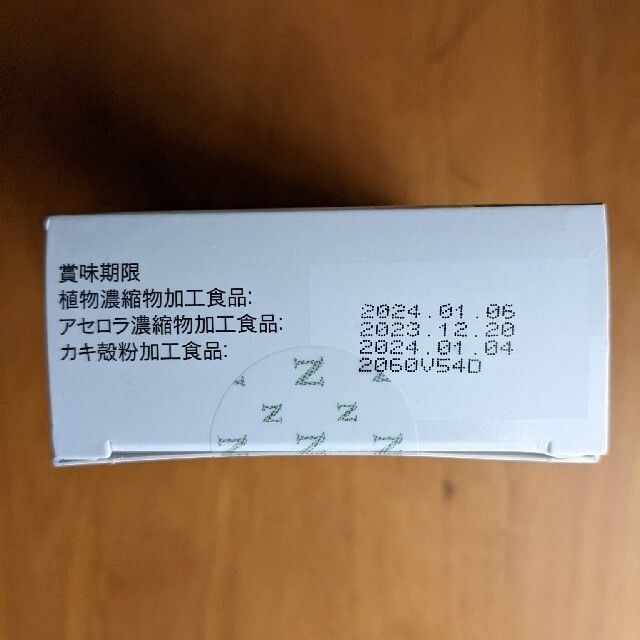 賞味期限
植物濃縮物加工食品:
アセロラ濃縮物加工食品:
カキ殻粉加工食品:
2024.01.06
2023.12.20
2024.01.04
2060V54D
N
N N
N N N